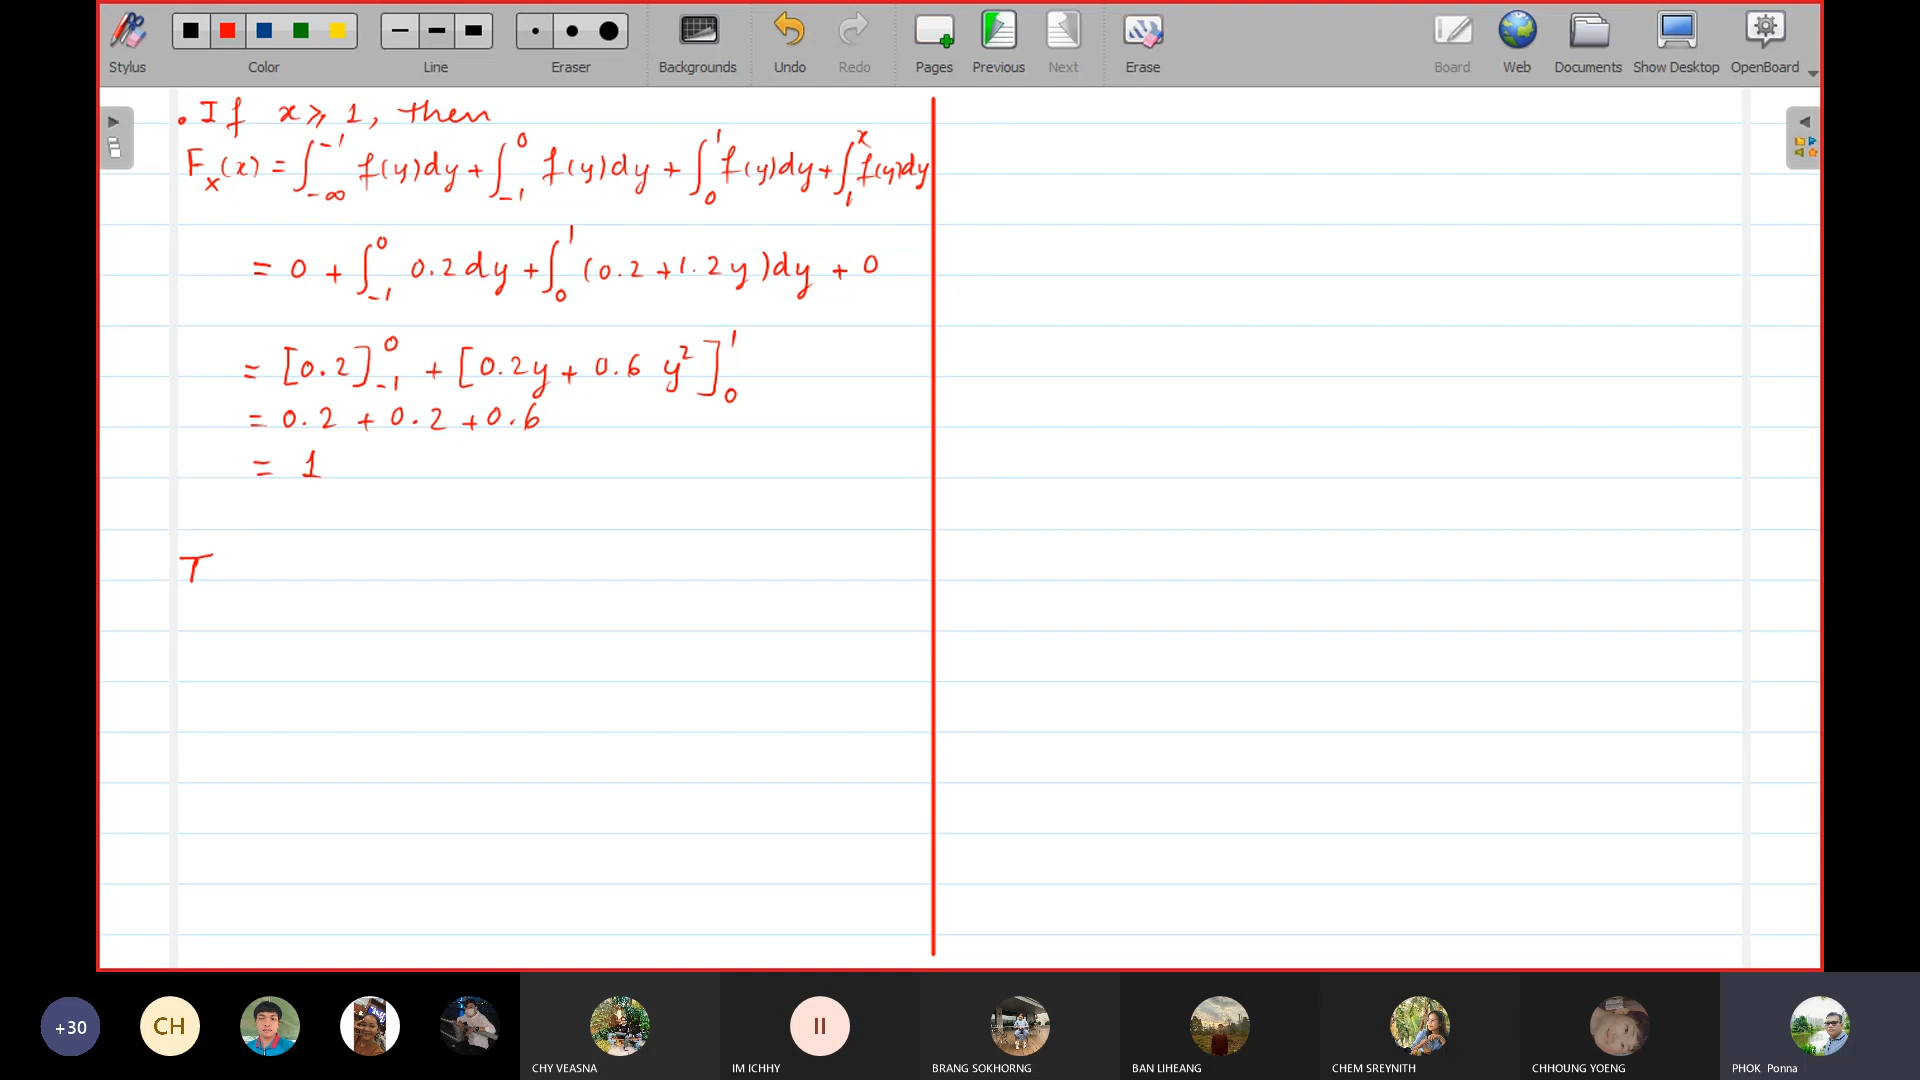 Stylus Color Line Eraser Backgrounds Undo Redo Pages Previous Next Erase Board Web Documents Show Desktop OpenBoard
. If x ⩾ 1, then
F_X(x) = ∫_{-∞}^{-1} f(y)dy + ∫_{-1}^{0} f(y)dy + ∫_{0}^{1} f(y)dy + ∫_{1}^{x} f(y)dy
= 0 + ∫_{-1}^{0} 0.2 dy + ∫_{0}^{1} (0.2 + 1.2 y)dy + 0
= [0.2]_{-1}^{0} + [0.2y + 0.6 y²]_{0}^{1}
= 0.2 + 0.2 + 0.6
= 1
T
+30 CH II
CHY VEASNA IM ICHHY BRANG SOKHORNG BAN LIHEANG CHEM SREYNITH CHHOUNG YOENG PHOK Ponna